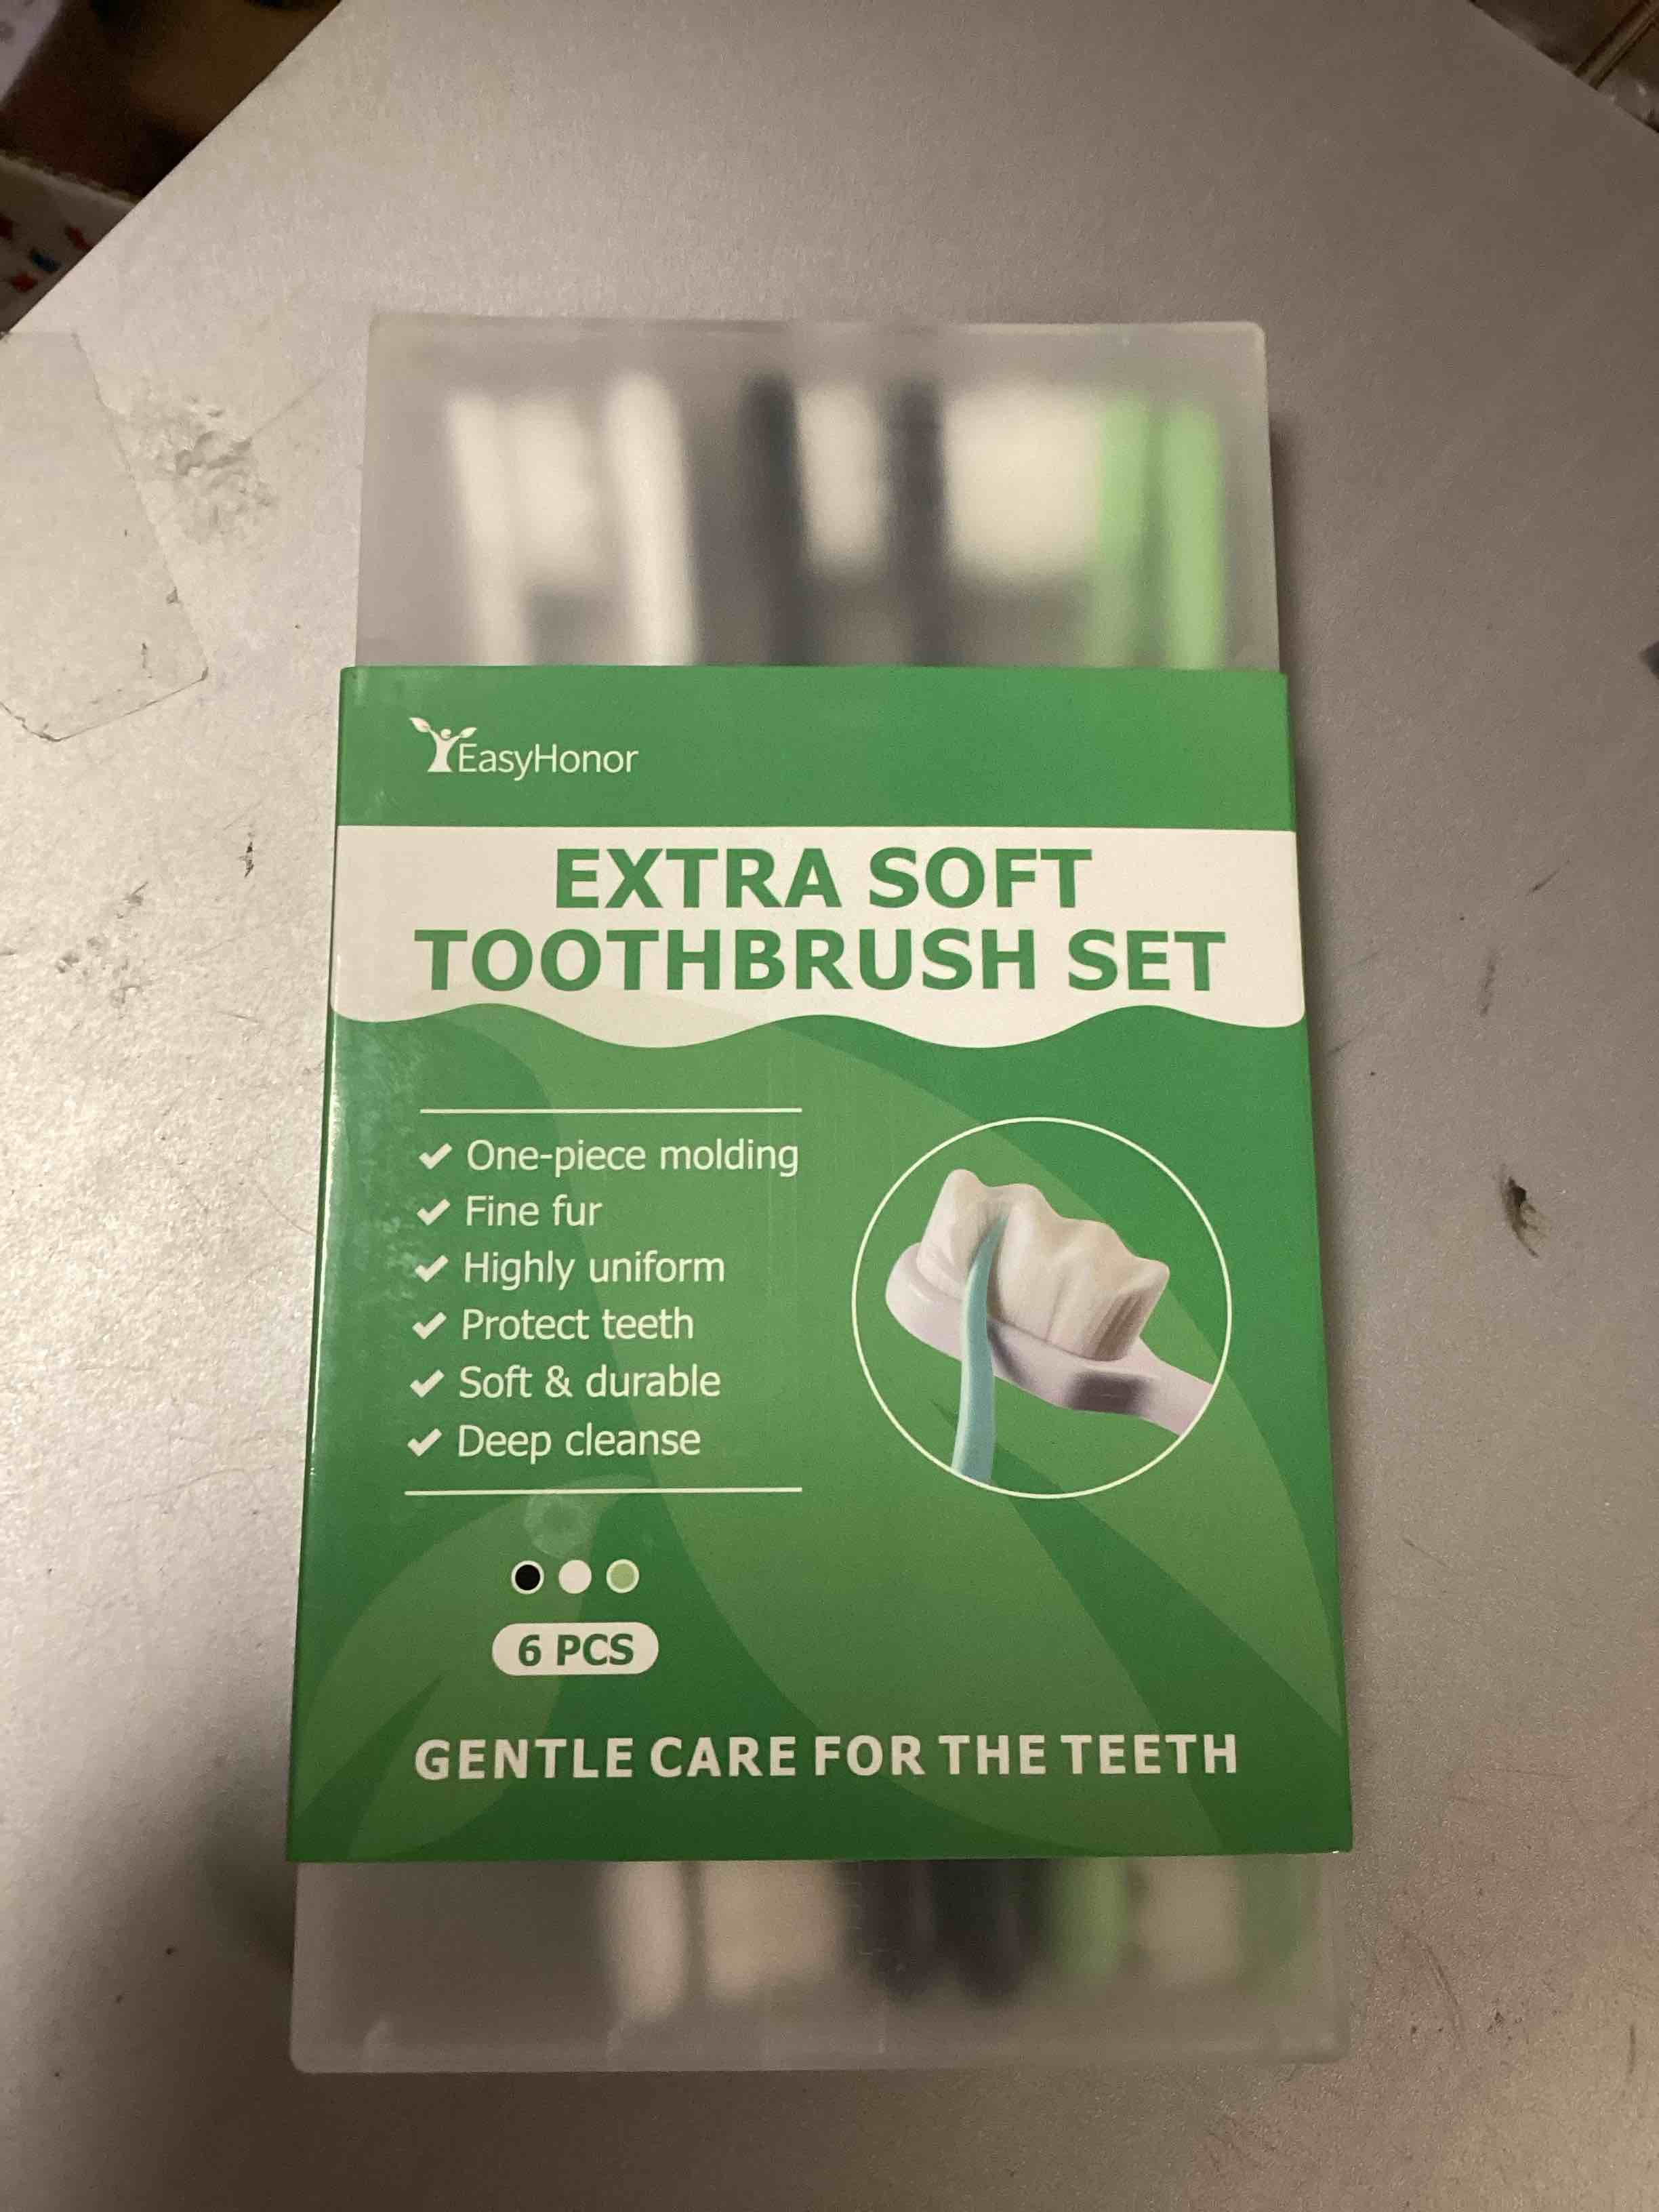 EasyHonor
EXTRA SOFT
TOOTHBRUSH SET
One-piece molding
Fine fur
Highly uniform
Protect teeth
Soft & durable
Deep cleanse
6 PCS
GENTLE CARE FOR THE TEETH